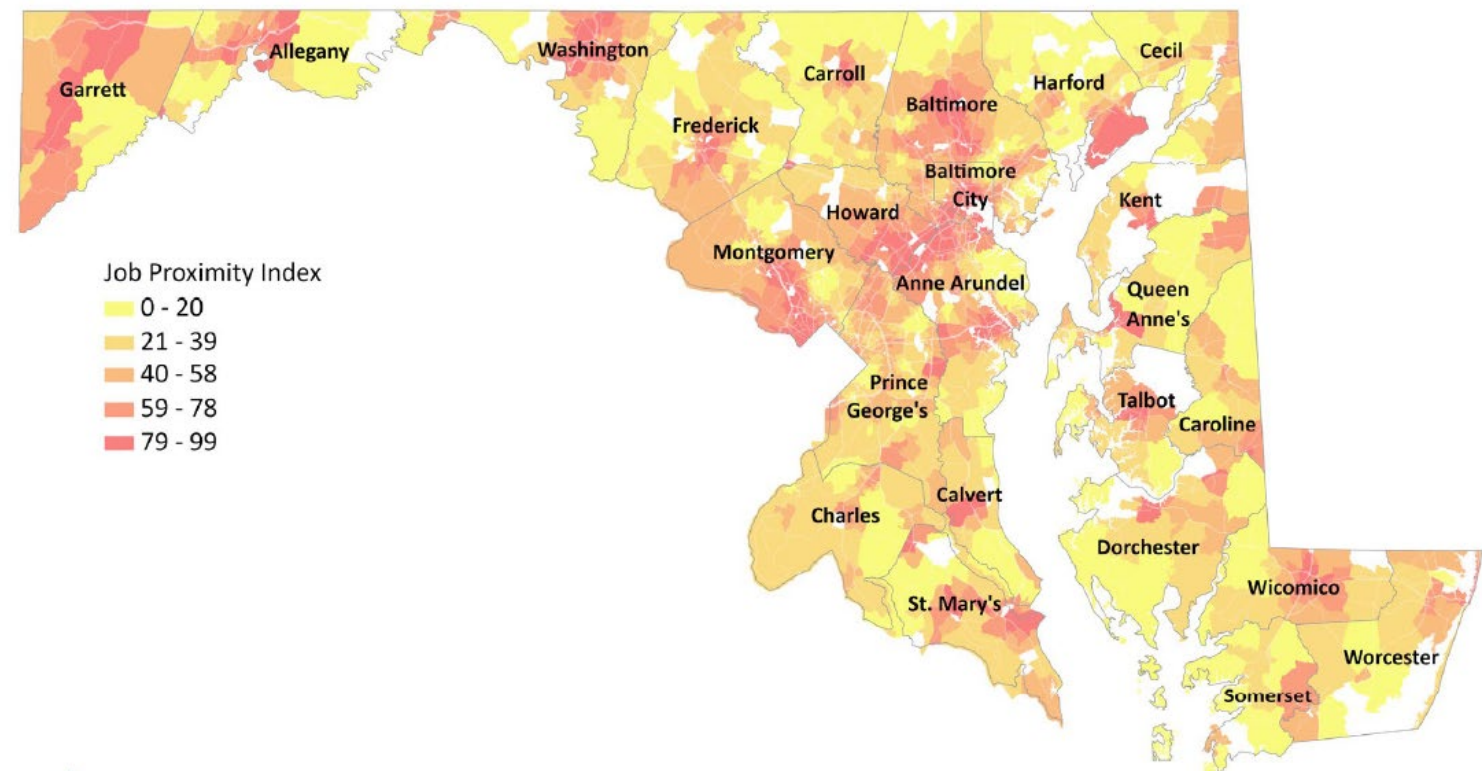 Allegany
Washington
Cecil
Carroll
Harford
Garrett
Baltimore
Frederick
Baltimore
City
Kent
Howard
Montgomery
Job Proximity Index
Anne Arundel
0 - 20
Queen
Anne's
21 - 39
40 - 58
Prince
George's
59 - 78
Talbot
79 - 99
Caroline
Calvert
Charles
Dorchester
Wicomico
St. Mary's
Worcester
Somerset